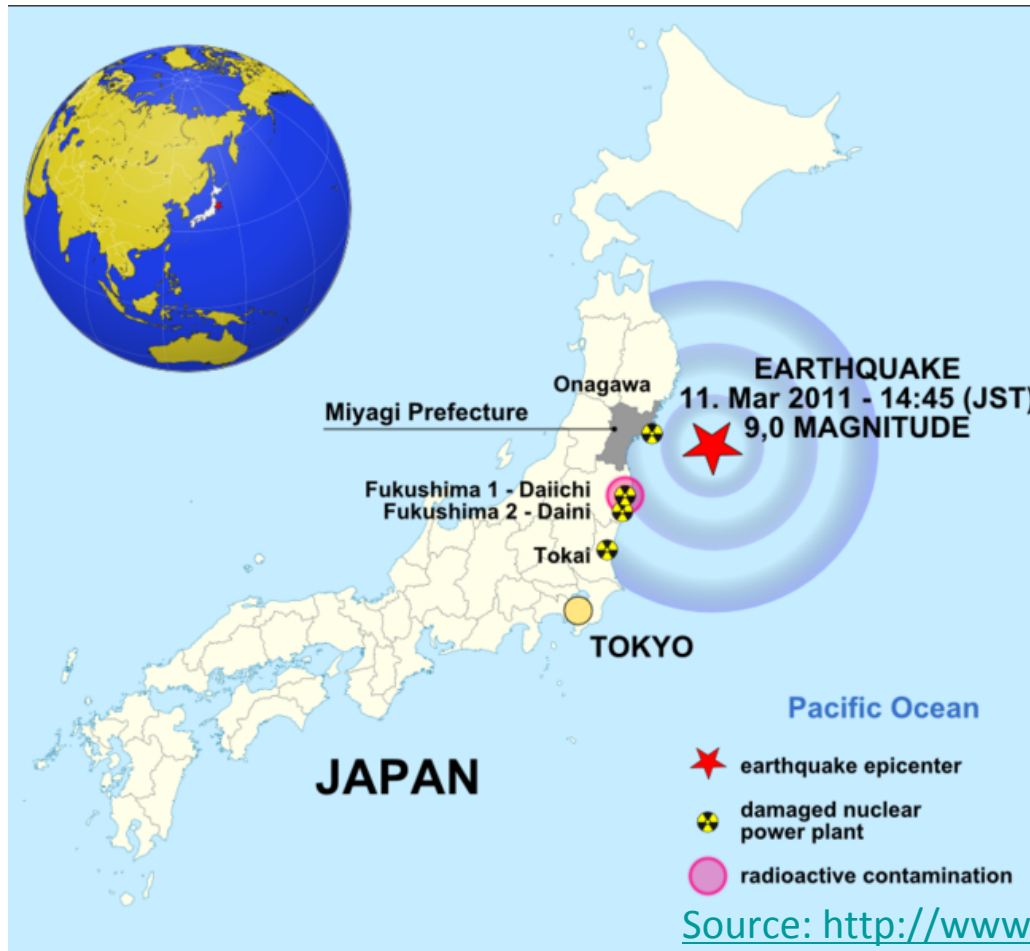 EARTHQUAKE
11. Mar 2011 - 14:45 (JST)
9,0 MAGNITUDE
Onagawa
Miyagi Prefecture
Fukushima 1 - Daiichi
Fukushima 2 - Daini
Tokai
TOKYO
JAPAN
Pacific Ocean
earthquake epicenter
damaged nuclear
power plant
radioactive contamination
Source: http://www